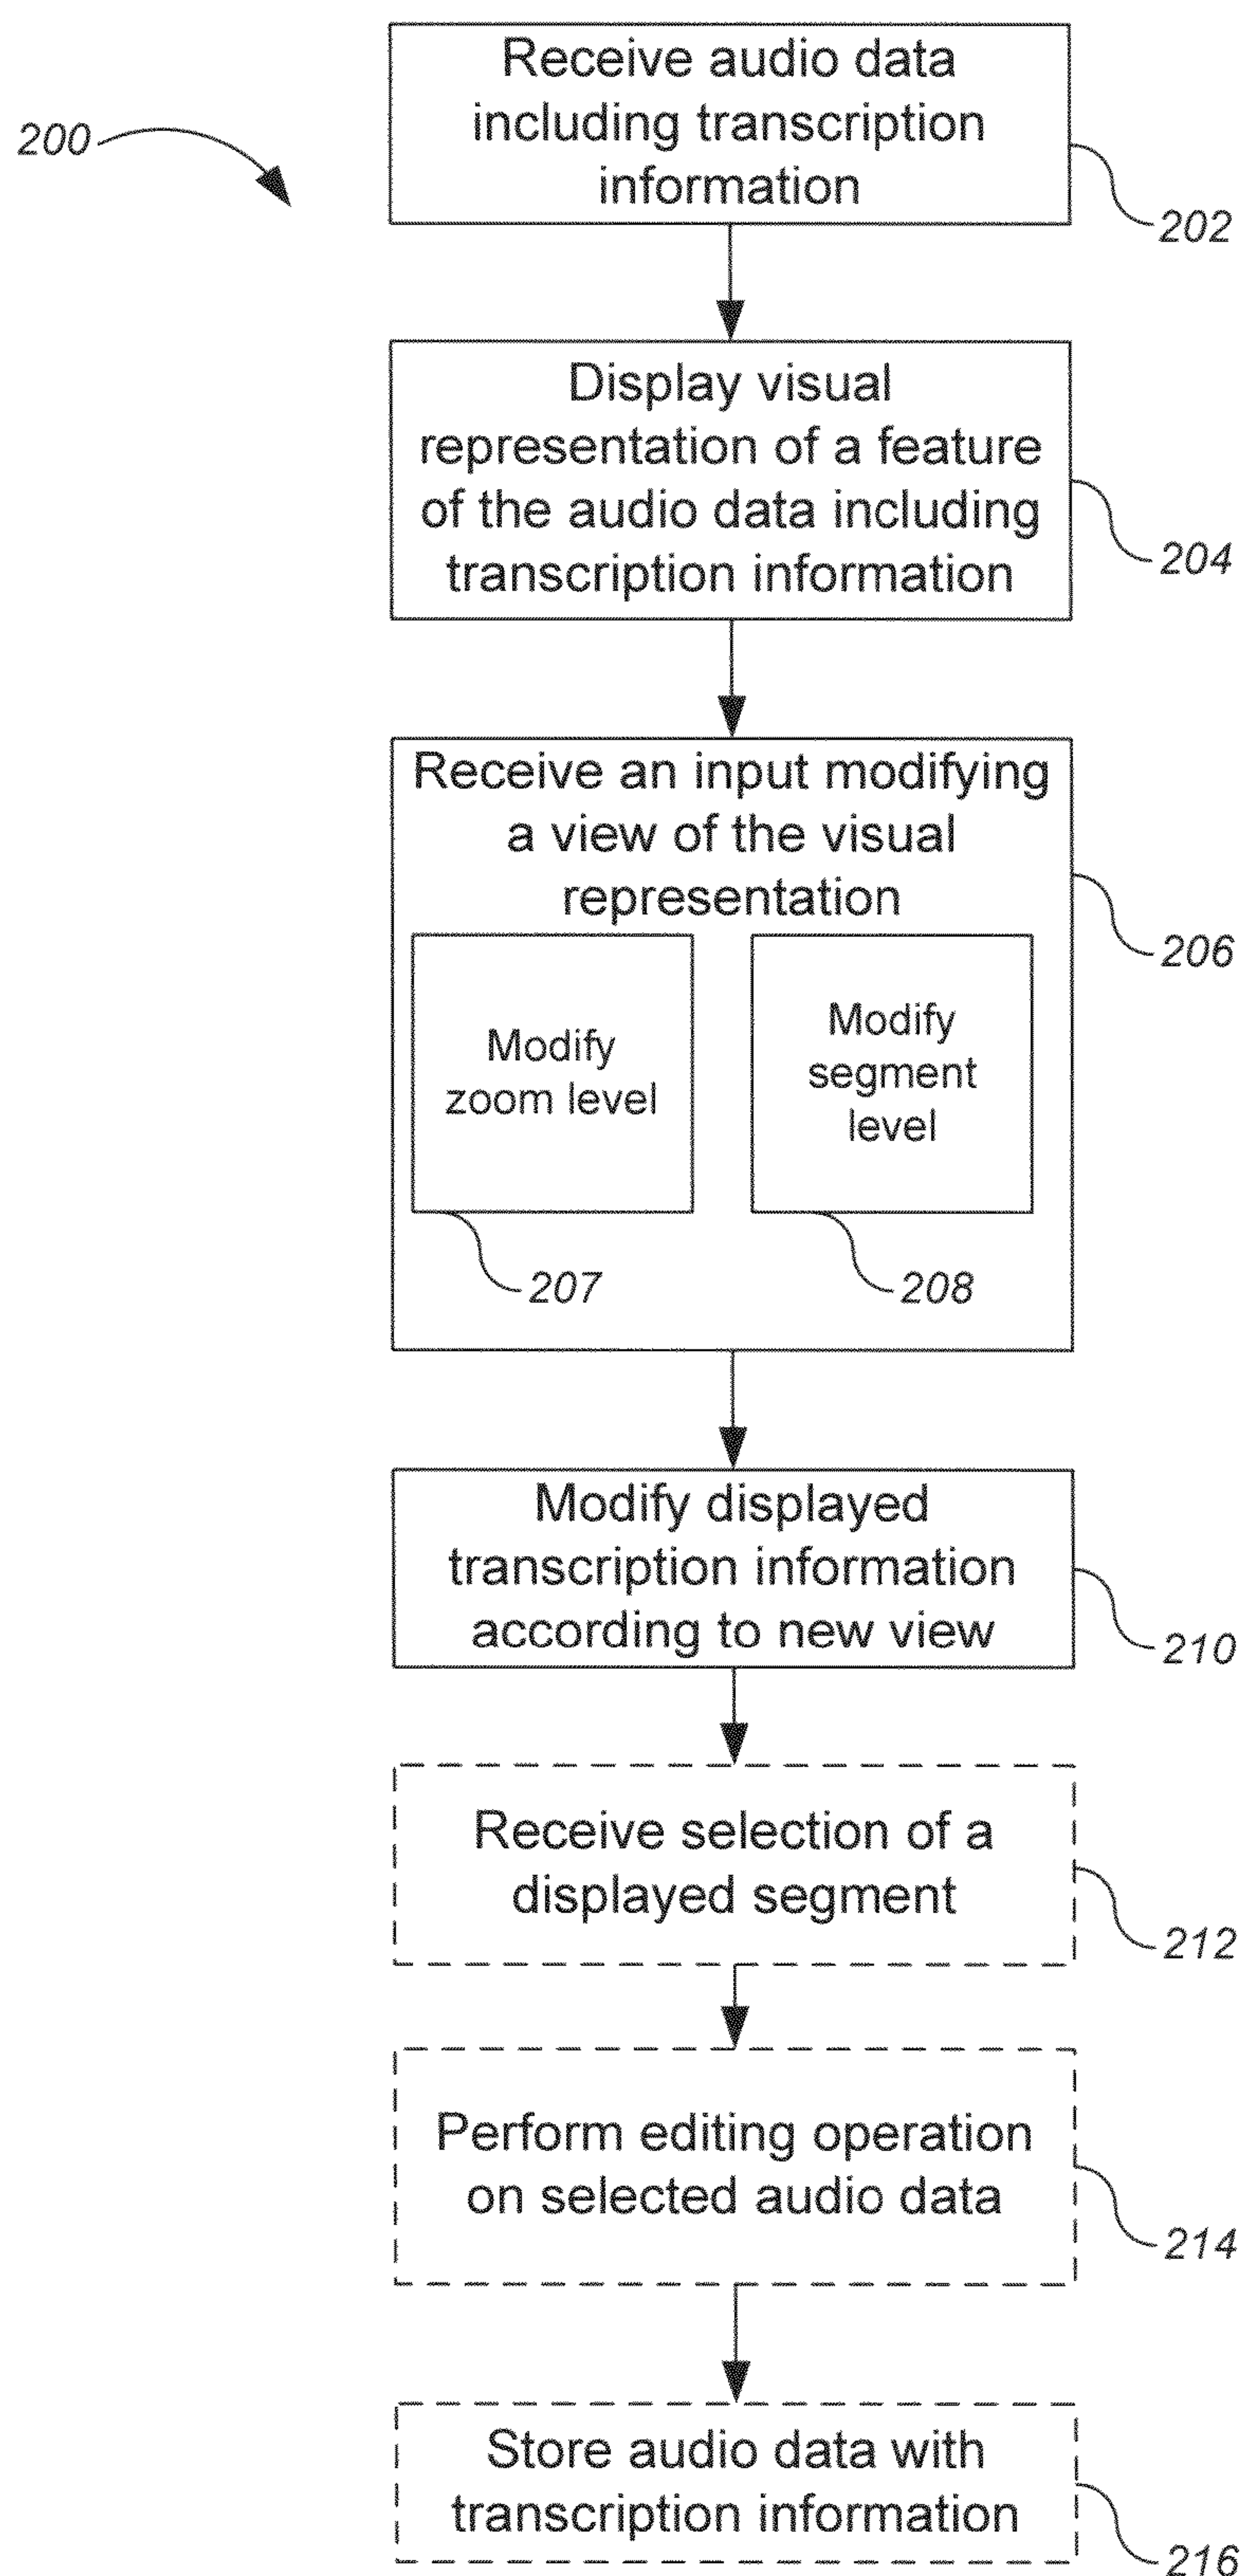 Receive audio data
including transcription
information
200
202
Display visual
representation of a feature
of the audio data including
transcription information
204
Receive an input modifying
a view of the visual
representation
206
Modify
zoom level
207
Modify
segment
level
208
Modify displayed
transcription information
according to new view
210
Receive selection of a
displayed segment
212
Perform editing operation
on selected audio data
214
Store audio data with
transcription information
216